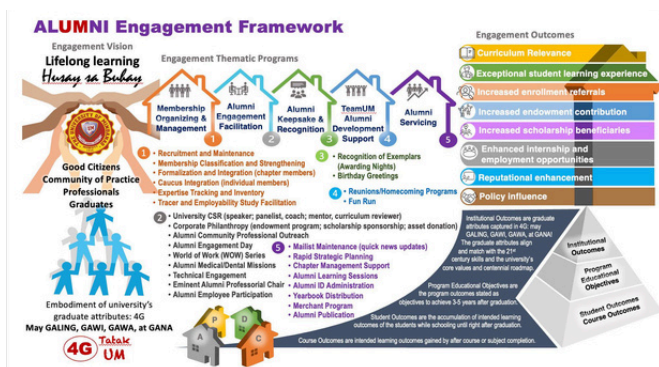 ALUMNI Engagement Framework
Engagement Vision
Lifelong learning
Husay sa Buhay
Good Citizens
Community of Practice
Professionals
Graduates
Embodiment of university's
graduate attributes: 4G
May GALING, GAWI, GAWA, at GANA
4G Tatak
UM
Engagement Thematic Programs
Membership
Organizing &
Management
1
Alumni
Engagement
Facilitation
2
Alumni
Keepsake &
Recognition
3
TeamUM
Alumni
Development
Support
4
Alumni
Servicing
5
1
• Recruitment and Maintenance
• Membership Classification and Strengthening
• Formalization and Integration (chapter members)
• Caucus Integration (individual members)
• Expertise Tracking and Inventory
• Tracer and Employability Study Facilitation
3
• Recognition of Exemplars
(Awarding Nights)
• Birthday Greetings
4
• Reunions/Homecoming Programs
• Fun Run
2
• University CSR (speaker; panelist, coach; mentor, curriculum reviewer)
• Corporate Philanthropy (endowment program; scholarship sponsorship; asset donation)
• Alumni Community Professional Outreach
• Alumni Engagement Day
• World of Work (WOW) Series
• Alumni Medical/Dental Missions
• Technical Engagement
• Eminent Alumni Professorial Chair
• Alumni Employee Participation
5
• Mailist Maintenance (quick news updates)
• Rapid Strategic Planning
• Chapter Management Support
• Alumni Learning Sessions
• Alumni ID Administration
• Yearbook Distribution
• Merchant Program
• Alumni Publication
P
D
A
C
Engagement Outcomes
Curriculum Relevance
Exceptional student learning experience
Increased enrollment referrals
Increased endowment contribution
Increased scholarship beneficiaries
Enhanced internship and
employment opportunities
Reputational enhancement
Policy influence
Institutional Outcomes are graduate
attributes captured in 4G: may
GALING, GAWI, GAWA, at GANA!
The graduate attributes align
and match with the 21st
century skills and the university's
core values and centennial roadmap.
Program Educational Objectives are
the program outcomes stated as
objectives to achieve 3-5 years after graduation.
Student Outcomes are the accumulation of intended learning
outcomes of the students while schooling until right after graduation.
Course Outcomes are intended learning outcomes gained by after course or subject completion.
Institutional
Outcomes
Program
Educational
Objectives
Student Outcomes
Course Outcomes